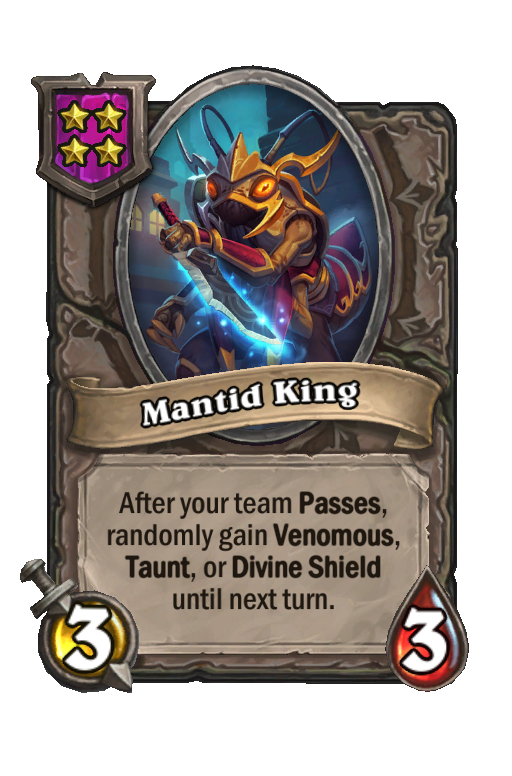 Mantid King
After your team Passes,
randomly gain Venomous,
Taunt, or Divine Shield
until next turn.
3
3